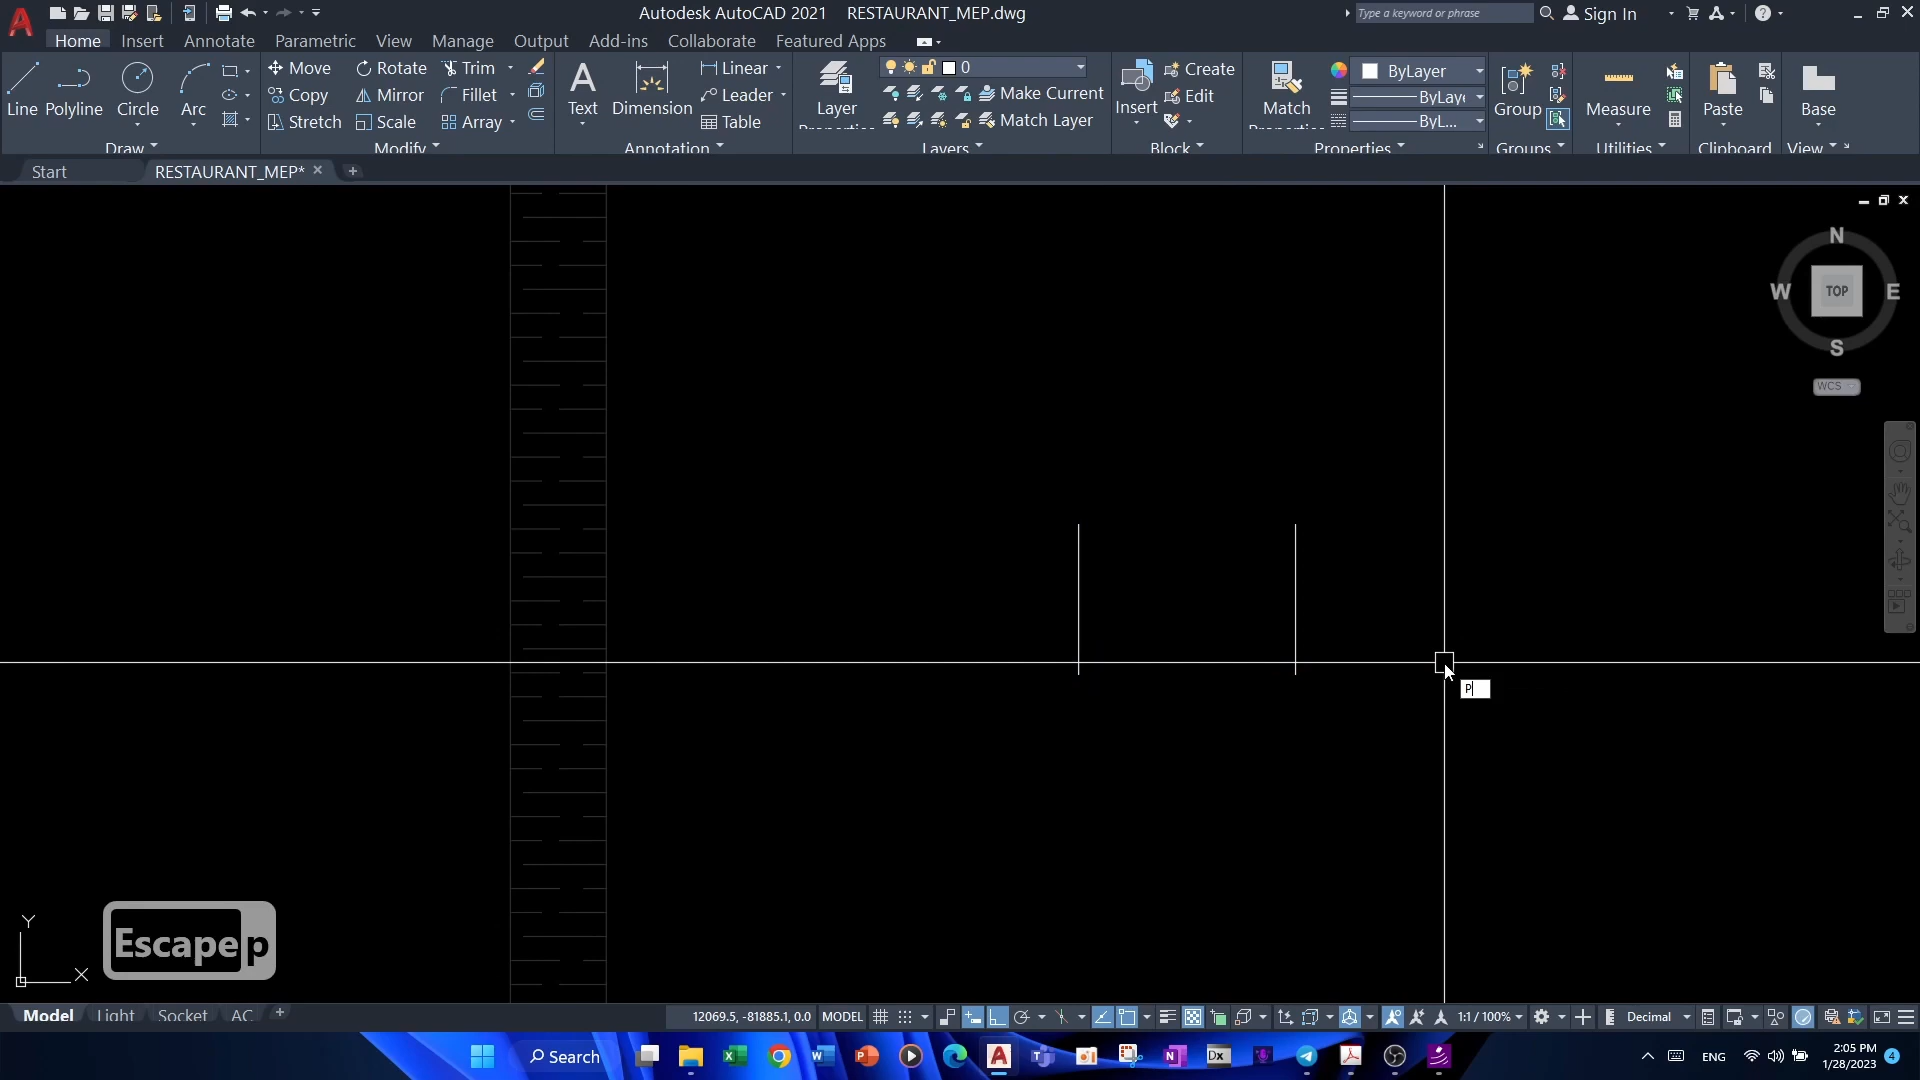 Autodesk AutoCAD 2021 RESTAURANT_MEP.dwg
Type a keyword or phrase
Sign In
Home Insert Annotate Parametric View Manage Output Add-ins Collaborate Featured Apps
Line Polyline Circle Arc
Move Rotate Trim
Copy Mirror Fillet
Stretch Scale Array
Text Dimension
Linear
Leader
Table
Layer
0
Make Current
Match Layer
Insert
Create
Edit
Match
ByLayer
ByLaye
ByL...
Group
Measure
Paste
Base
Draw Modify Annotation Layers Block Properties Groups Utilities Clipboard View
Start RESTAURANT_MEP*
N
W TOP E
S
WCS
P
Y
X
Escape p
Model Light Socket AC
12069.5, -81885.1, 0.0 MODEL 1:1 / 100% Decimal
Search
ENG
2:05 PM
1/28/2023
4